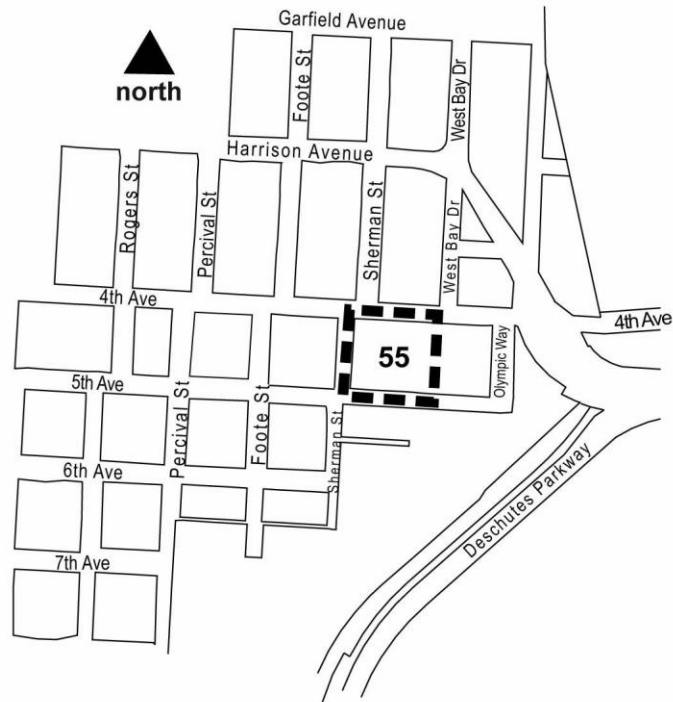 Garfield Avenue
north
Foote St
West Bay Dr
Harrison Avenue
Rogers St
Percival St
Sherman St
West Bay Dr
4th Ave
4th Ave
55
Olympic Way
5th Ave
Percival St
Foote St
Sherman St
6th Ave
Deschutes Parkway
7th Ave